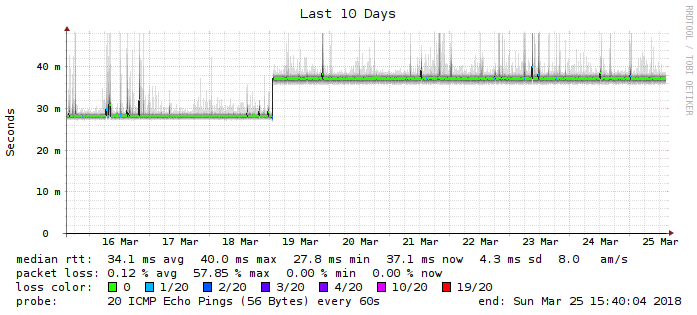 Last 10 Days
RRDTOOL / TOBI OETIKER
Seconds
40 m
30 m
20 m
10 m
0
16 Mar 17 Mar 18 Mar 19 Mar 20 Mar 21 Mar 22 Mar 23 Mar 24 Mar 25 Mar
median rtt: 34.1 ms avg 40.0 ms max 27.8 ms min 37.1 ms now 4.3 ms sd 8.0 am/s
packet loss: 0.12 % avg 57.85 % max 0.00 % min 0.00 % now
loss color: 0 1/20 2/20 3/20 4/20 10/20 19/20
probe: 20 ICMP Echo Pings (56 Bytes) every 60s end: Sun Mar 25 15:40:04 2018